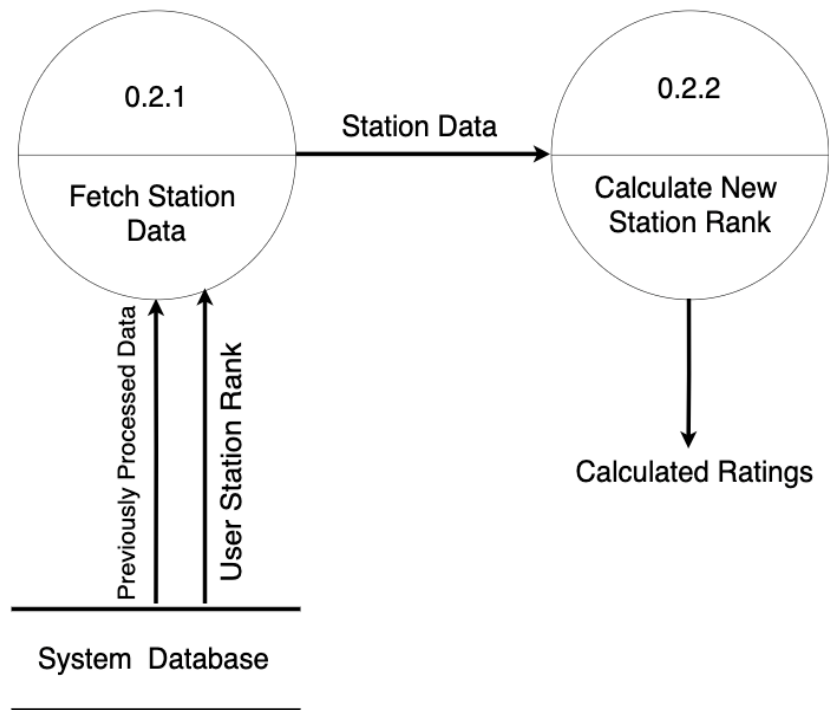 0.2.1
Fetch Station
Data
Station Data
0.2.2
Calculate New
Station Rank
Previously Processed Data
User Station Rank
Calculated Ratings
System Database